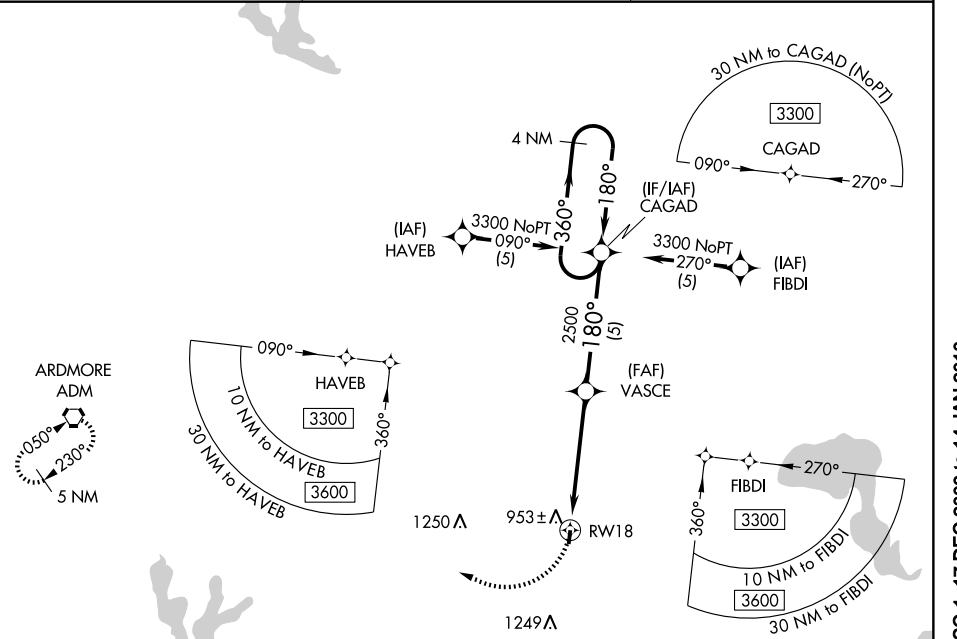 30 NM to CAGAD (NoPT)
3300
CAGAD
090°
270°
4 NM
180°
360°
(IF/IAF)
CAGAD
(IAF)
HAVEB
3300 NoPT
090°
(5)
3300 NoPT
270°
(5)
(IAF)
FIBDI
2500
180°
(5)
(FAF)
VASCE
ARDMORE
ADM
050°
230°
5 NM
090°
HAVEB
3300
360°
10 NM to HAVEB
3600
30 NM to HAVEB
270°
FIBDI
3300
360°
10 NM to FIBDI
3600
30 NM to FIBDI
1250
953±
RW18
1249